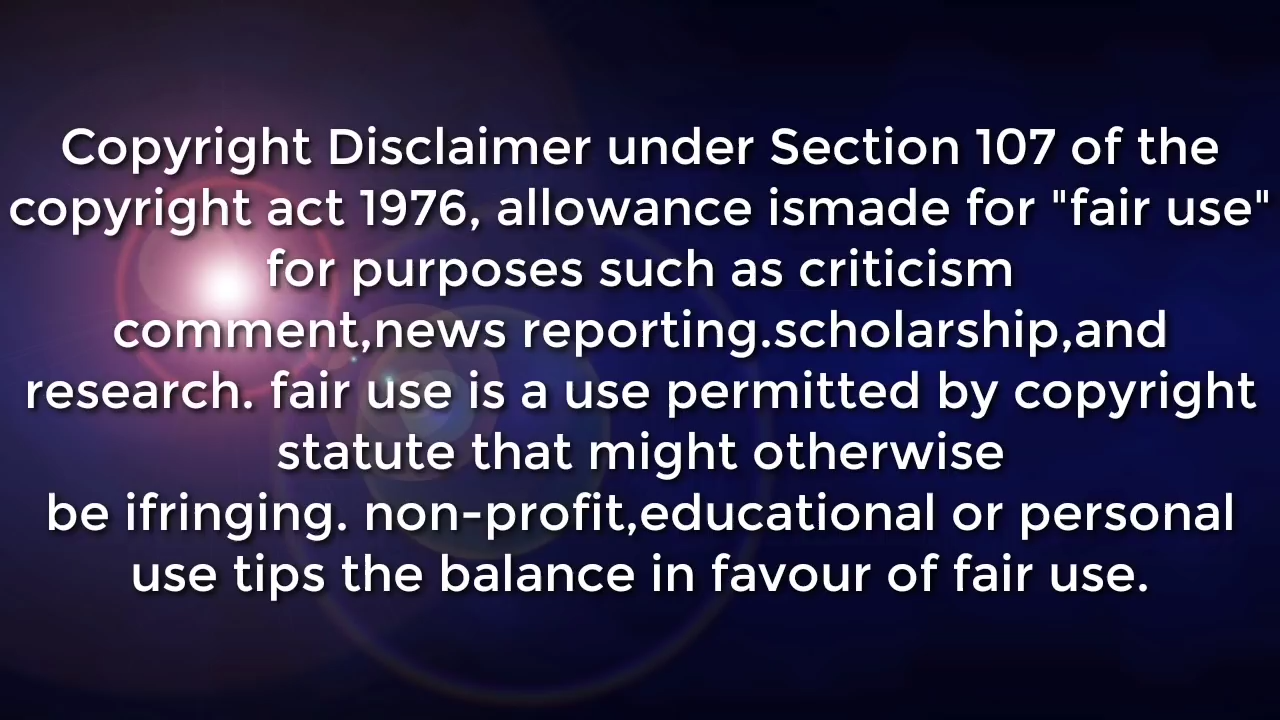 Copyright Disclaimer under Section 107 of the
copyright act 1976, allowance ismade for "fair use"
for purposes such as criticism
comment,news reporting.scholarship,and
research. fair use is a use permitted by copyright
statute that might otherwise
be ifringing. non-profit,educational or personal
use tips the balance in favour of fair use.